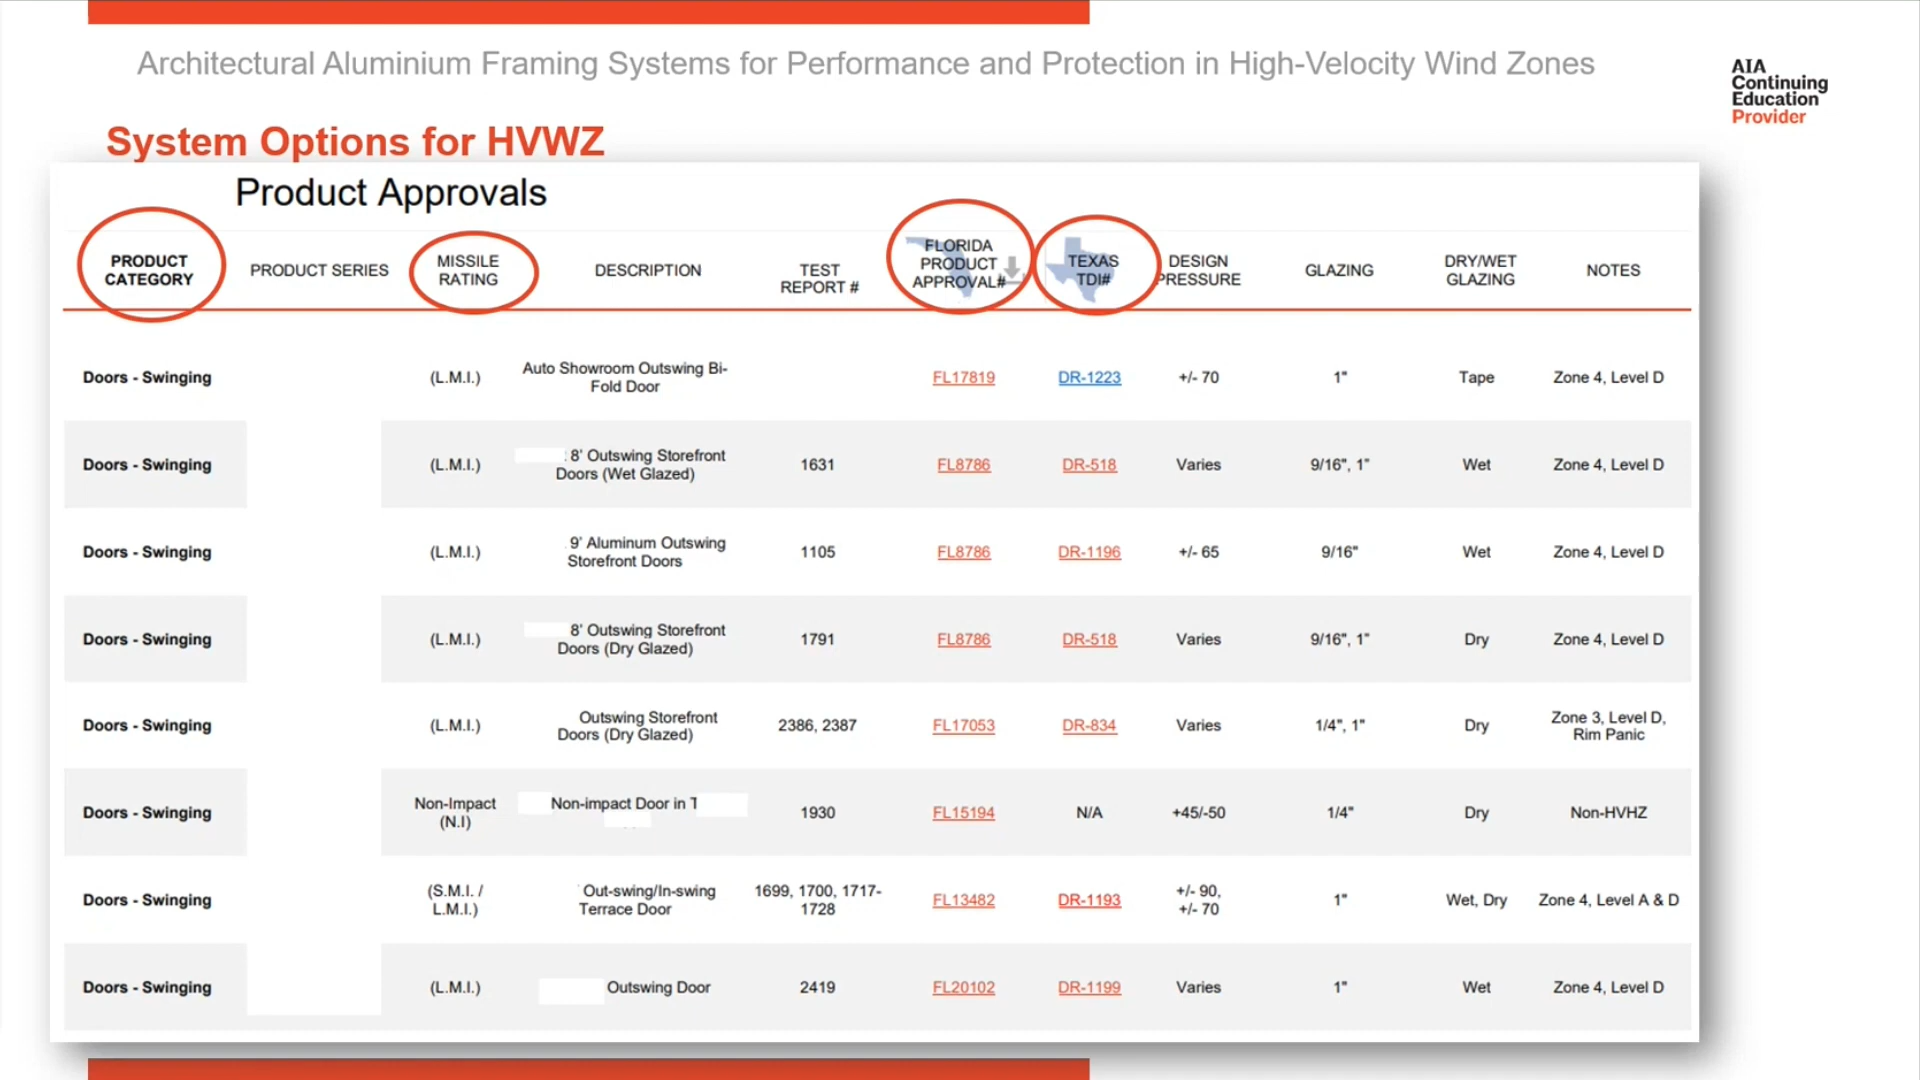 Architectural Aluminium Framing Systems for Performance and Protection in High-Velocity Wind Zones
AIA
Continuing
Education
Provider
System Options for HVWZ
Product Approvals
PRODUCT
CATEGORY
PRODUCT SERIES
MISSILE
RATING
DESCRIPTION
TEST
REPORT #
FLORIDA
PRODUCT
APPROVAL#
TEXAS
TDI#
DESIGN
PRESSURE
GLAZING
DRY/WET
GLAZING
NOTES
Doors - Swinging
(L.M.I.)
Auto Showroom Outswing Bi-
Fold Door
FL17819
DR-1223
+/- 70
1"
Tape
Zone 4, Level D
Doors - Swinging
(L.M.I.)
8' Outswing Storefront
Doors (Wet Glazed)
1631
FL8786
DR-518
Varies
9/16", 1"
Wet
Zone 4, Level D
Doors - Swinging
(L.M.I.)
9' Aluminum Outswing
Storefront Doors
1105
FL8786
DR-1196
+/- 65
9/16"
Wet
Zone 4, Level D
Doors - Swinging
(L.M.I.)
8' Outswing Storefront
Doors (Dry Glazed)
1791
FL8786
DR-518
Varies
9/16", 1"
Dry
Zone 4, Level D
Doors - Swinging
(L.M.I.)
Outswing Storefront
Doors (Dry Glazed)
2386, 2387
FL17053
DR-834
Varies
1/4", 1"
Dry
Zone 3, Level D,
Rim Panic
Doors - Swinging
Non-Impact
(N.I)
Non-impact Door in
1930
FL15194
N/A
+45/-50
1/4"
Dry
Non-HVHZ
Doors - Swinging
(S.M.I. /
L.M.I.)
Out-swing/In-swing
Terrace Door
1699, 1700, 1717-
1728
FL13482
DR-1193
+/- 90,
+/- 70
1"
Wet, Dry
Zone 4, Level A & D
Doors - Swinging
(L.M.I.)
Outswing Door
2419
FL20102
DR-1199
Varies
1"
Wet
Zone 4, Level D